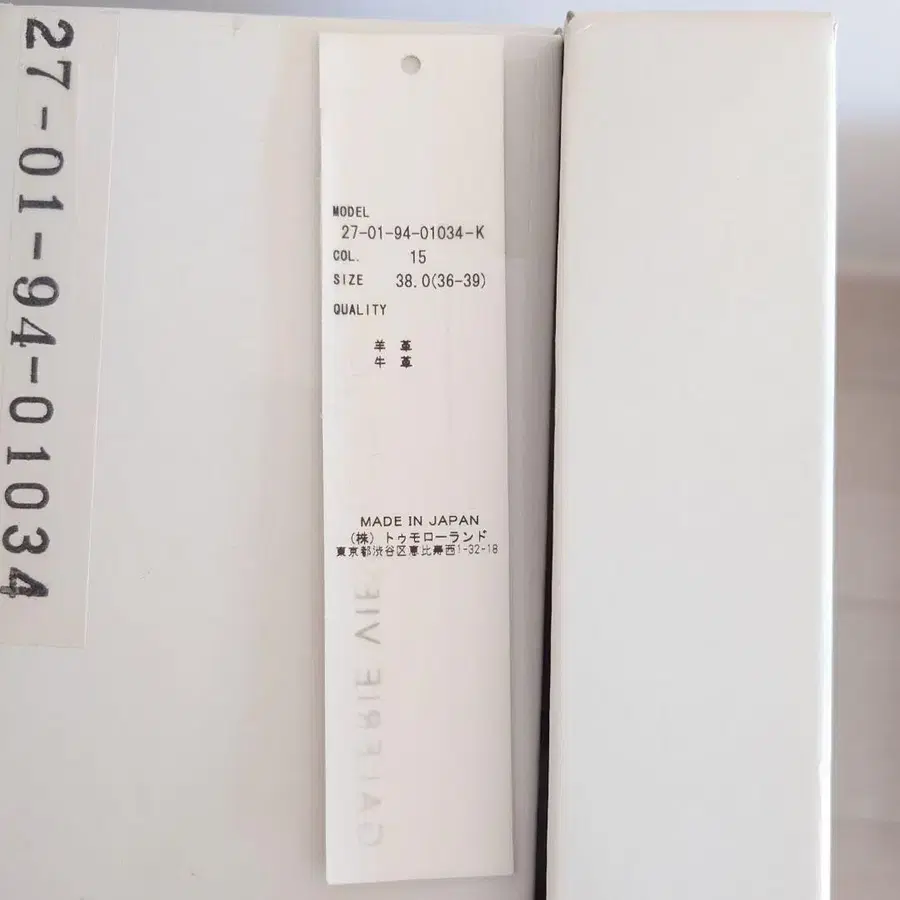 27-01-94-01034
MODEL
27-01-94-01034-K
COL. 15
SIZE 38.0(36-39)
QUALITY
羊 革
牛 革
MADE IN JAPAN
(株) トゥモローランド
東京都渋谷区恵比寿西1-32-18
GALERIE VIE